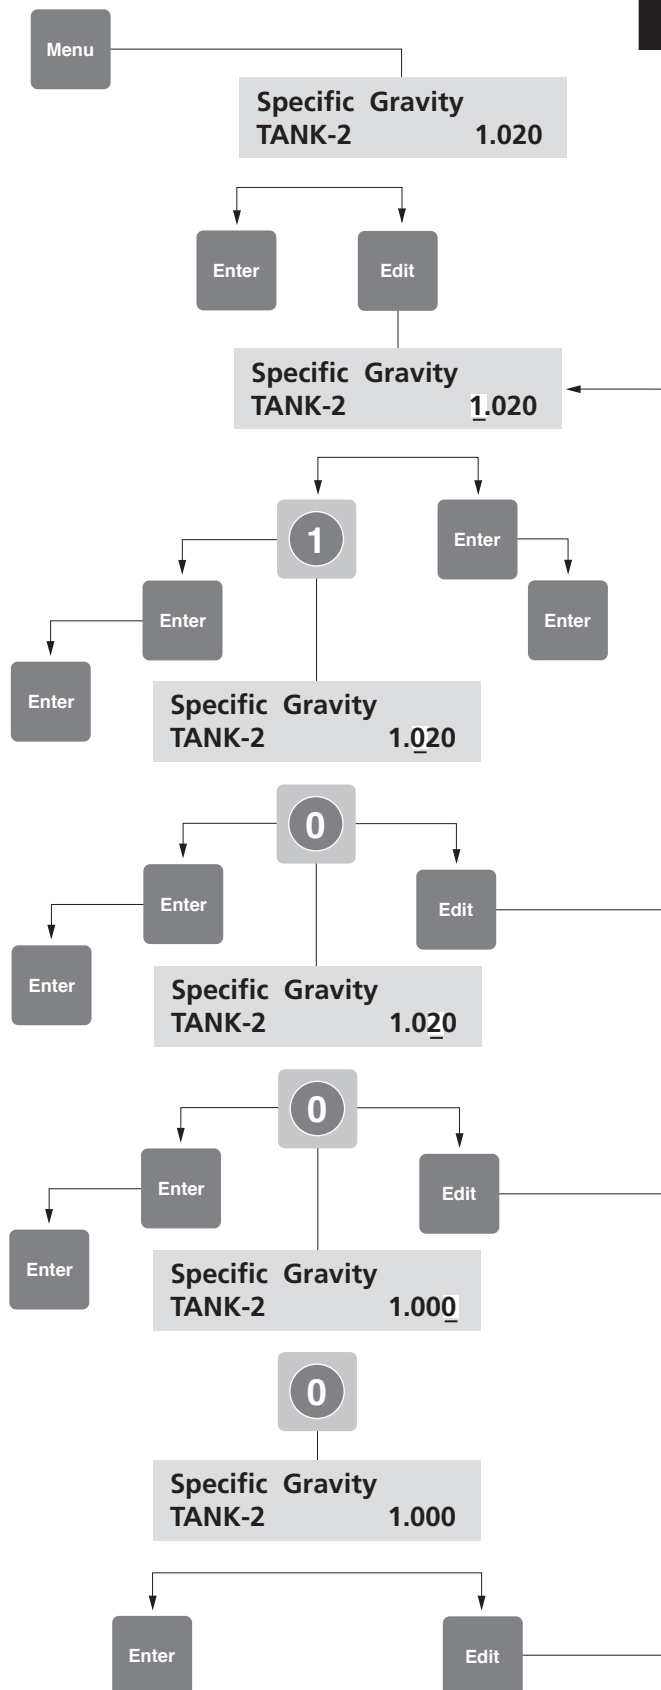 Menu
Specific Gravity
TANK-2 1.020
Enter Edit
Specific Gravity
TANK-2 1.020
1 Enter
Enter Enter
Enter
Specific Gravity
TANK-2 1.020
0
Enter Edit
Enter
Specific Gravity
TANK-2 1.020
0
Enter Edit
Enter
Specific Gravity
TANK-2 1.000
0
Specific Gravity
TANK-2 1.000
Enter Edit